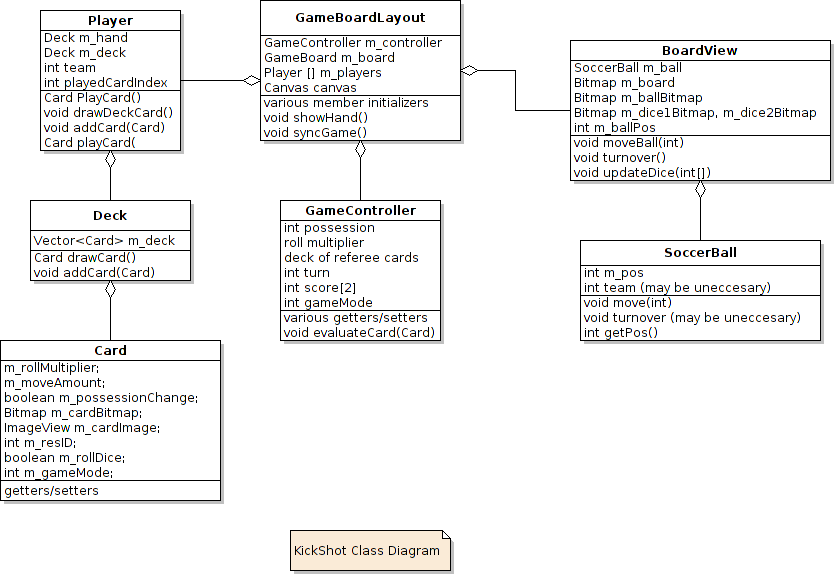 Player
Deck m_hand
Deck m_deck
int team
int playedCardIndex
Card PlayCard()
void drawDeckCard()
void addCard(Card)
Card playCard(
GameBoardLayout
GameController m_controller
GameBoard m_board
Player [] m_players
Canvas canvas
various member initializers
void showHand()
void syncGame()
BoardView
SoccerBall m_ball
Bitmap m_board
Bitmap m_ballBitmap
Bitmap m_dice1Bitmap, m_dice2Bitmap
int m_ballPos
void moveBall(int)
void turnover()
void updateDice(int[])
Deck
Vector<Card> m_deck
Card drawCard()
void addCard(Card)
GameController
int possession
roll multiplier
deck of referee cards
int turn
int score[2]
int gameMode
various getters/setters
void evaluateCard(Card)
SoccerBall
int m_pos
int team (may be uneccesary)
void move(int)
void turnover (may be uneccesary)
int getPos()
Card
m_rollMultiplier;
m_moveAmount;
boolean m_possessionChange;
Bitmap m_cardBitmap;
ImageView m_cardImage;
int m_resID;
boolean m_rollDice;
int m_gameMode;
getters/setters
KickShot Class Diagram